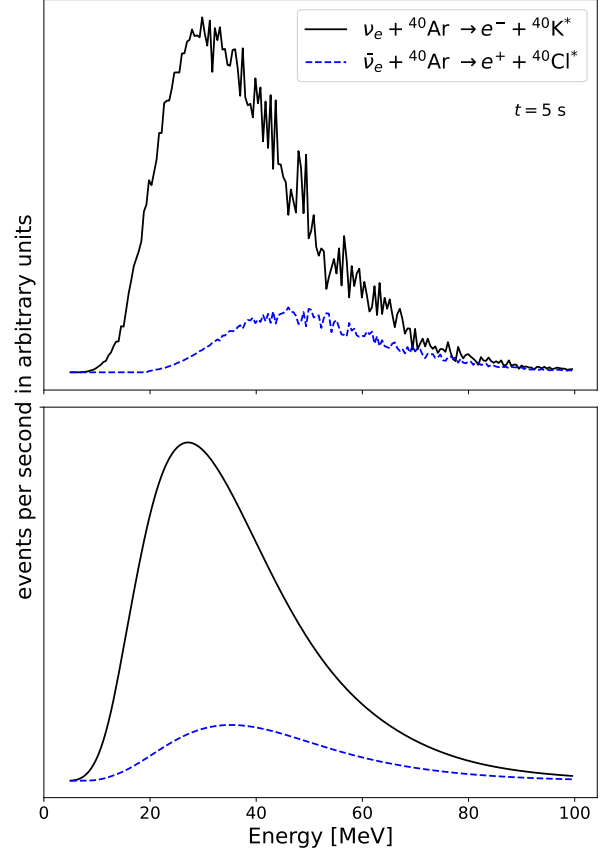 νₑ + ⁴⁰Ar → e⁻ + ⁴⁰K*
ν̄ₑ + ⁴⁰Ar → e⁺ + ⁴⁰Cl*
t = 5 s
events per second in arbitrary units
0 20 40 60 80 100
Energy [MeV]